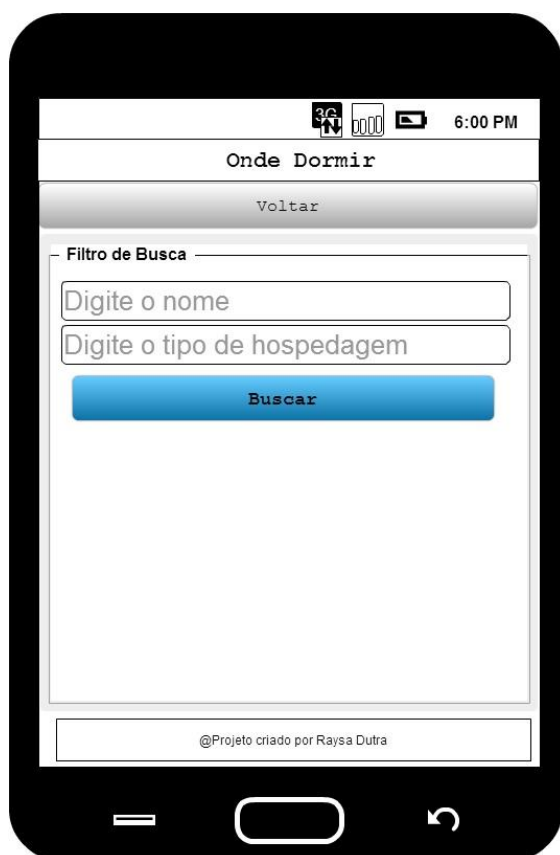 3G
6:00 PM
Onde Dormir
Voltar
Filtro de Busca
Digite o nome
Digite o tipo de hospedagem
Buscar
@Projeto criado por Raysa Dutra